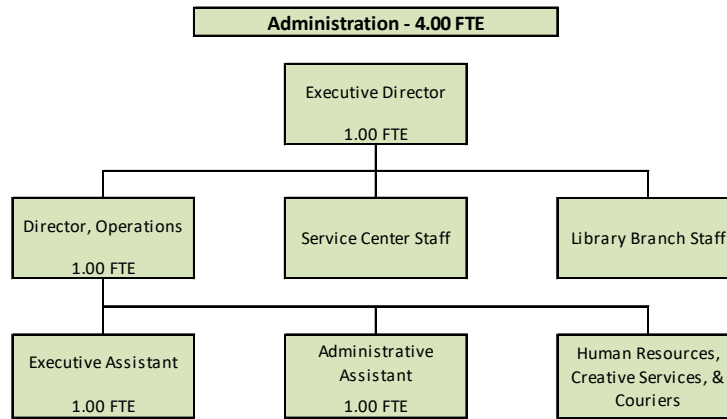 Administration - 4.00 FTE
Executive Director
1.00 FTE
Director, Operations
1.00 FTE
Service Center Staff
Library Branch Staff
Executive Assistant
1.00 FTE
Administrative
Assistant
1.00 FTE
Human Resources,
Creative Services, &
Couriers